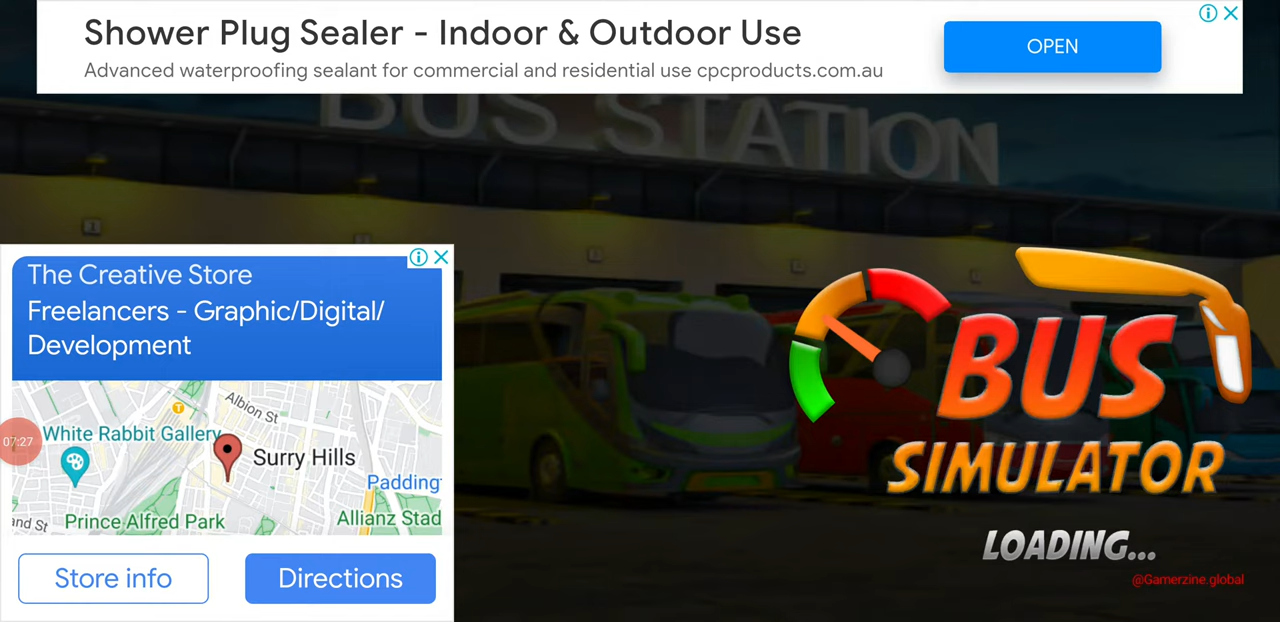 Shower Plug Sealer - Indoor & Outdoor Use
Advanced waterproofing sealant for commercial and residential use cpcproducts.com.au
OPEN
BUS STATION
The Creative Store
Freelancers - Graphic/Digital/
Development
Albion St
White Rabbit Gallery
07:27
Surry Hills
Padding
and St
Prince Alfred Park
Allianz Stad
Store info
Directions
BUS
SIMULATOR
LOADING...
@Gamerzine.global